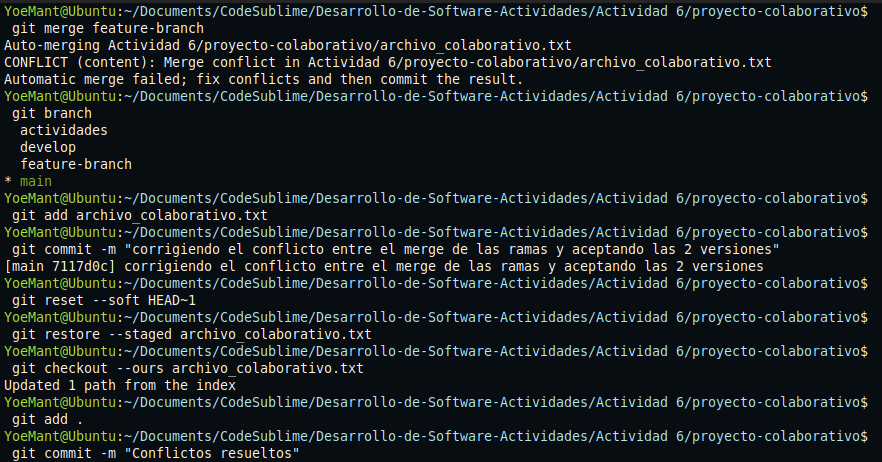 YoeMant@Ubuntu:~/Documents/CodeSublime/Desarrollo-de-Software-Actividades/Actividad 6/proyecto-colaborativo$
git merge feature-branch
Auto-merging Actividad 6/proyecto-colaborativo/archivo_colaborativo.txt
CONFLICT (content): Merge conflict in Actividad 6/proyecto-colaborativo/archivo_colaborativo.txt
Automatic merge failed; fix conflicts and then commit the result.
YoeMant@Ubuntu:~/Documents/CodeSublime/Desarrollo-de-Software-Actividades/Actividad 6/proyecto-colaborativo$
git branch
actividades
develop
feature-branch
* main
YoeMant@Ubuntu:~/Documents/CodeSublime/Desarrollo-de-Software-Actividades/Actividad 6/proyecto-colaborativo$
git add archivo_colaborativo.txt
YoeMant@Ubuntu:~/Documents/CodeSublime/Desarrollo-de-Software-Actividades/Actividad 6/proyecto-colaborativo$
git commit -m "corrigiendo el conflicto entre el merge de las ramas y aceptando las 2 versiones"
[main 7117d0c] corrigiendo el conflicto entre el merge de las ramas y aceptando las 2 versiones
YoeMant@Ubuntu:~/Documents/CodeSublime/Desarrollo-de-Software-Actividades/Actividad 6/proyecto-colaborativo$
git reset --soft HEAD~1
YoeMant@Ubuntu:~/Documents/CodeSublime/Desarrollo-de-Software-Actividades/Actividad 6/proyecto-colaborativo$
git restore --staged archivo_colaborativo.txt
YoeMant@Ubuntu:~/Documents/CodeSublime/Desarrollo-de-Software-Actividades/Actividad 6/proyecto-colaborativo$
git checkout --ours archivo_colaborativo.txt
Updated 1 path from the index
YoeMant@Ubuntu:~/Documents/CodeSublime/Desarrollo-de-Software-Actividades/Actividad 6/proyecto-colaborativo$
git add .
YoeMant@Ubuntu:~/Documents/CodeSublime/Desarrollo-de-Software-Actividades/Actividad 6/proyecto-colaborativo$
git commit -m "Conflictos resueltos"